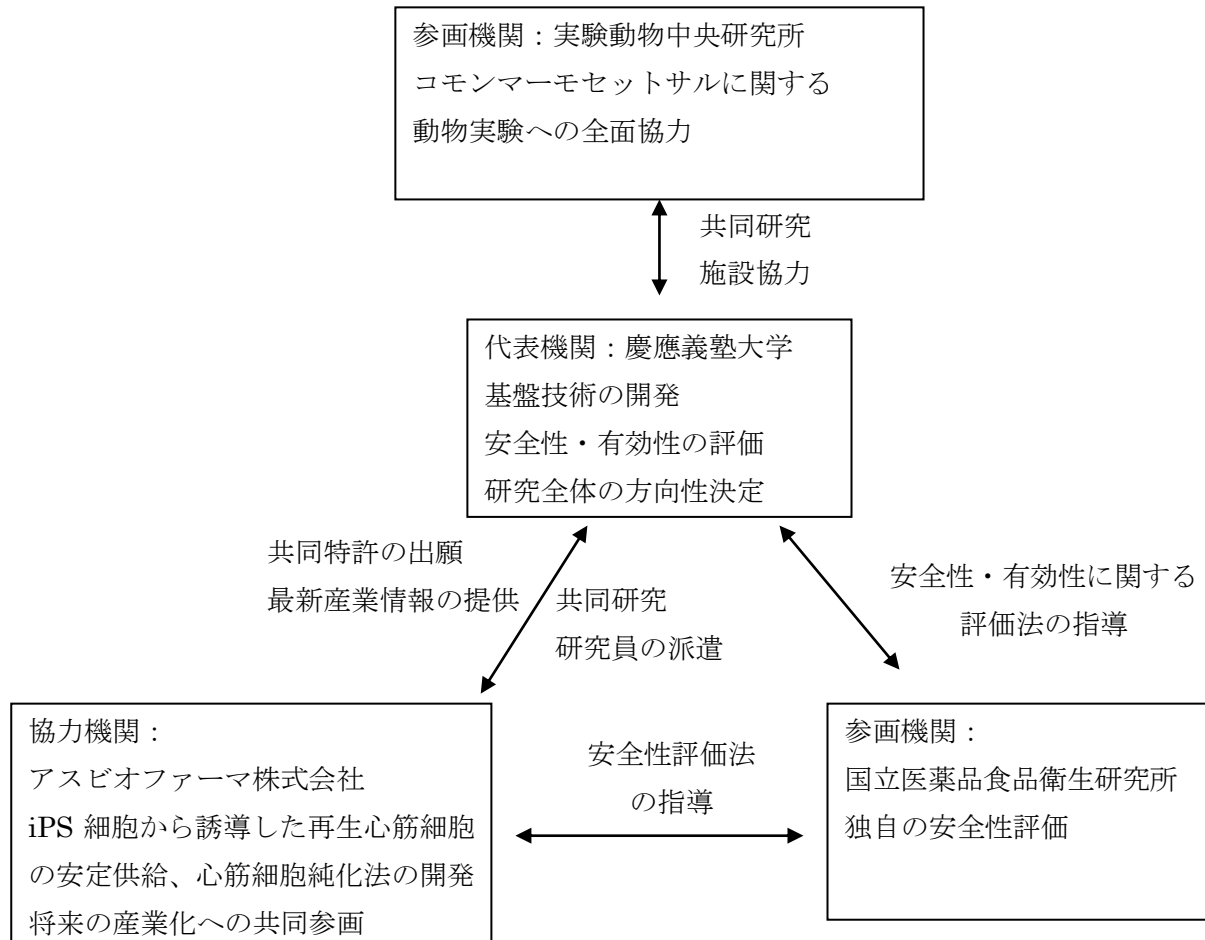 参画機関：実験動物中央研究所
コモンマーモセットサルに関する
動物実験への全面協力
共同研究
施設協力
代表機関：慶應義塾大学
基盤技術の開発
安全性・有効性の評価
研究全体の方向性決定
共同特許の出願
最新産業情報の提供
共同研究
研究員の派遣
安全性・有効性に関する
評価法の指導
協力機関：
アスビオファーマ株式会社
iPS 細胞から誘導した再生心筋細胞
の安定供給、心筋細胞純化法の開発
将来の産業化への共同参画
安全性評価法
の指導
参画機関：
国立医薬品食品衛生研究所
独自の安全性評価